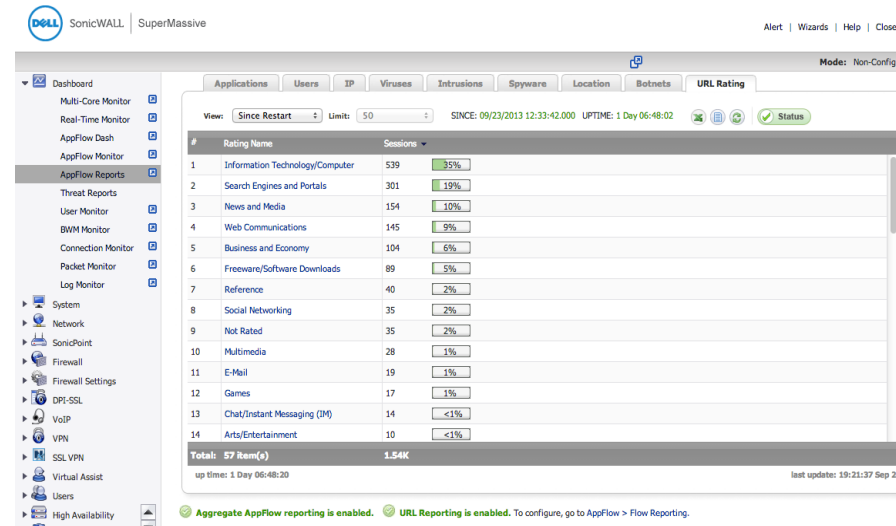 DELL SonicWALL | SuperMassive
Alert | Wizards | Help | Close
Mode: Non-Config
Dashboard
Multi-Core Monitor
Real-Time Monitor
AppFlow Dash
AppFlow Monitor
AppFlow Reports
Threat Reports
User Monitor
BWM Monitor
Connection Monitor
Packet Monitor
Log Monitor
System
Network
SonicPoint
Firewall
Firewall Settings
DPI-SSL
VoIP
VPN
SSL VPN
Virtual Assist
Users
High Availability
Applications Users IP Viruses Intrusions Spyware Location Botnets URL Rating
View: Since Restart Limit: 50 SINCE: 09/23/2013 12:33:42.000 UPTIME: 1 Day 06:48:02 Status
# Rating Name Sessions
1 Information Technology/Computer 539 35%
2 Search Engines and Portals 301 19%
3 News and Media 154 10%
4 Web Communications 145 9%
5 Business and Economy 104 6%
6 Freeware/Software Downloads 89 5%
7 Reference 40 2%
8 Social Networking 35 2%
9 Not Rated 35 2%
10 Multimedia 28 1%
11 E-Mail 19 1%
12 Games 17 1%
13 Chat/Instant Messaging (IM) 14 <1%
14 Arts/Entertainment 10 <1%
Total: 57 item(s) 1.54K
up time: 1 Day 06:48:20 last update: 19:21:37 Sep 2
Aggregate AppFlow reporting is enabled. URL Reporting is enabled. To configure, go to AppFlow > Flow Reporting.